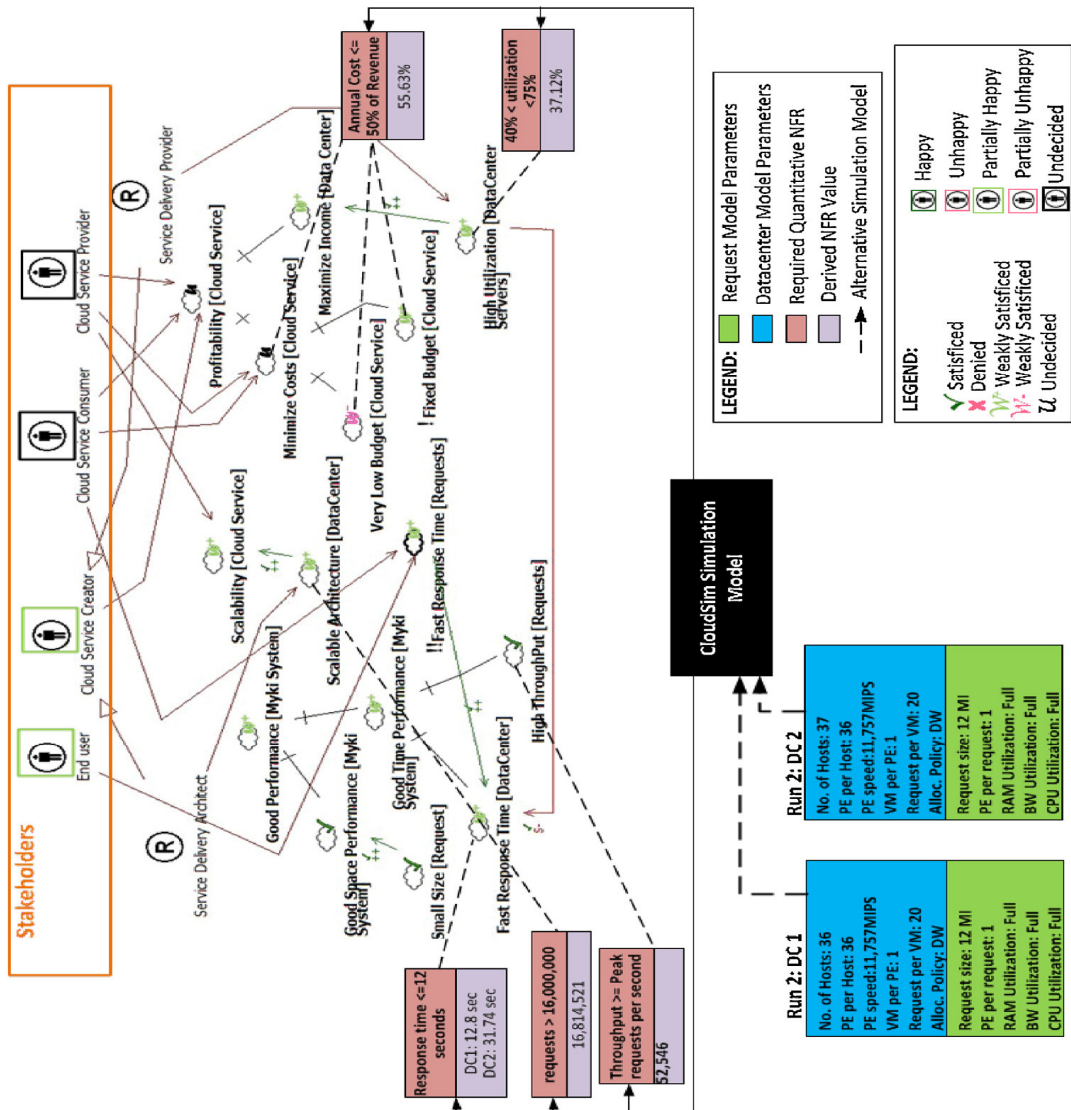 Stakeholders
End user
Cloud Service Creator
Cloud Service Consumer
Cloud Service Provider
R
Service Delivery Architect
R
Service Delivery Provider
Good Performance [Myki System]
Good Space Performance [Myki
System]
Small Size [Request]
Good Time Performance [Myki
System]
Fast Response Time [DataCenter]
High ThroughPut [Requests]
!!Fast Response Time [Requests]
Scalability [Cloud Service]
Scalable Architecture [DataCenter]
Profitability [Cloud Service]
Minimize Costs [Cloud Service]
Maximize Income [Data Center]
Very Low Budget [Cloud Service]
!Fixed Budget [Cloud Service]
High Utilization [DataCenter
Servers]
Response time <=12
seconds
DC1: 12.8 sec
DC2: 31.74 sec
requests > 16,000,000
16,814,521
Throughput >= Peak
requests per second
52,546
Annual Cost <=
50% of Revenue
55.63%
40% < utilization
<75%
37.12%
CloudSim Simulation
Model
Run 2: DC 1
No. of Hosts: 36
PE per Host: 36
PE speed:11,757MIPS
VM per PE: 1
Request per VM: 20
Alloc. Policy: DW
Request size: 12 MI
PE per request: 1
RAM Utilization: Full
BW Utilization: Full
CPU Utilization: Full
Run 2: DC 2
No. of Hosts: 37
PE per Host: 36
PE speed:11,757MIPS
VM per PE: 1
Request per VM: 20
Alloc. Policy: DW
Request size: 12 MI
PE per request: 1
RAM Utilization: Full
BW Utilization: Full
CPU Utilization: Full
LEGEND:
Request Model Parameters
Datacenter Model Parameters
Required Quantitative NFR
Derived NFR Value
Alternative Simulation Model
LEGEND:
Satisficed
Denied
W+ Weakly Satisficed
W- Weakly Satisficed
U Undecided
Happy
Unhappy
Partially Happy
Partially Unhappy
Undecided